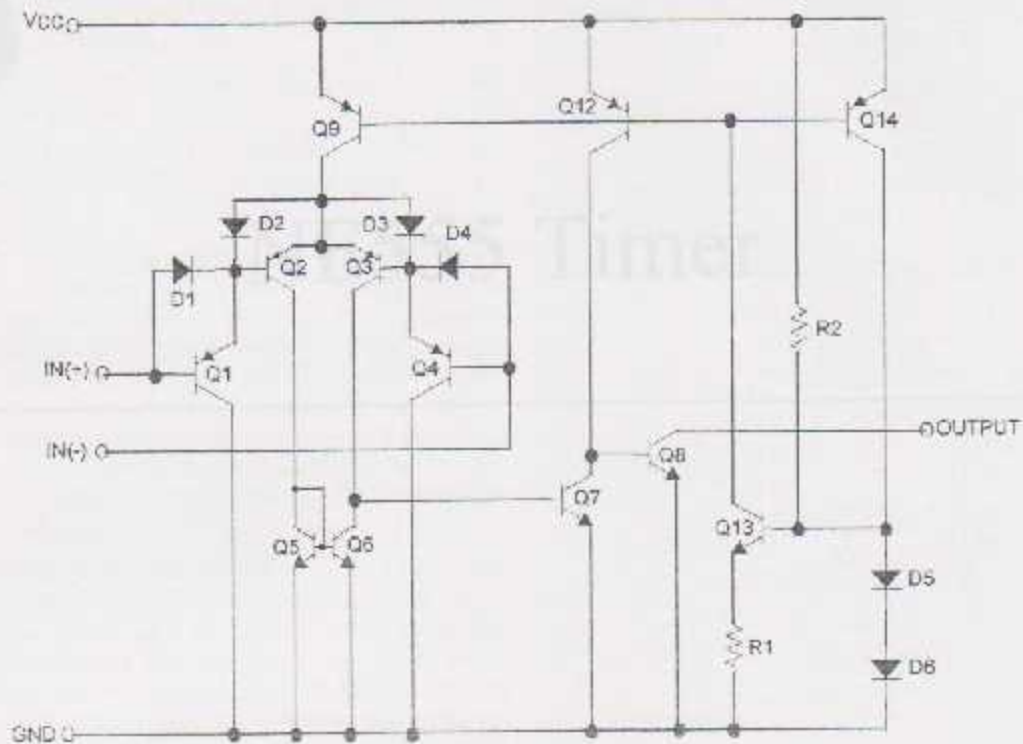 Vcc
Q9
Q12
Q14
D2
D3
D4
D1
Q2
Q3
R2
IN(+)
Q1
Q4
IN(-)
OUTPUT
Q8
Q7
Q13
Q5
Q6
D5
R1
D6
GND
Timer